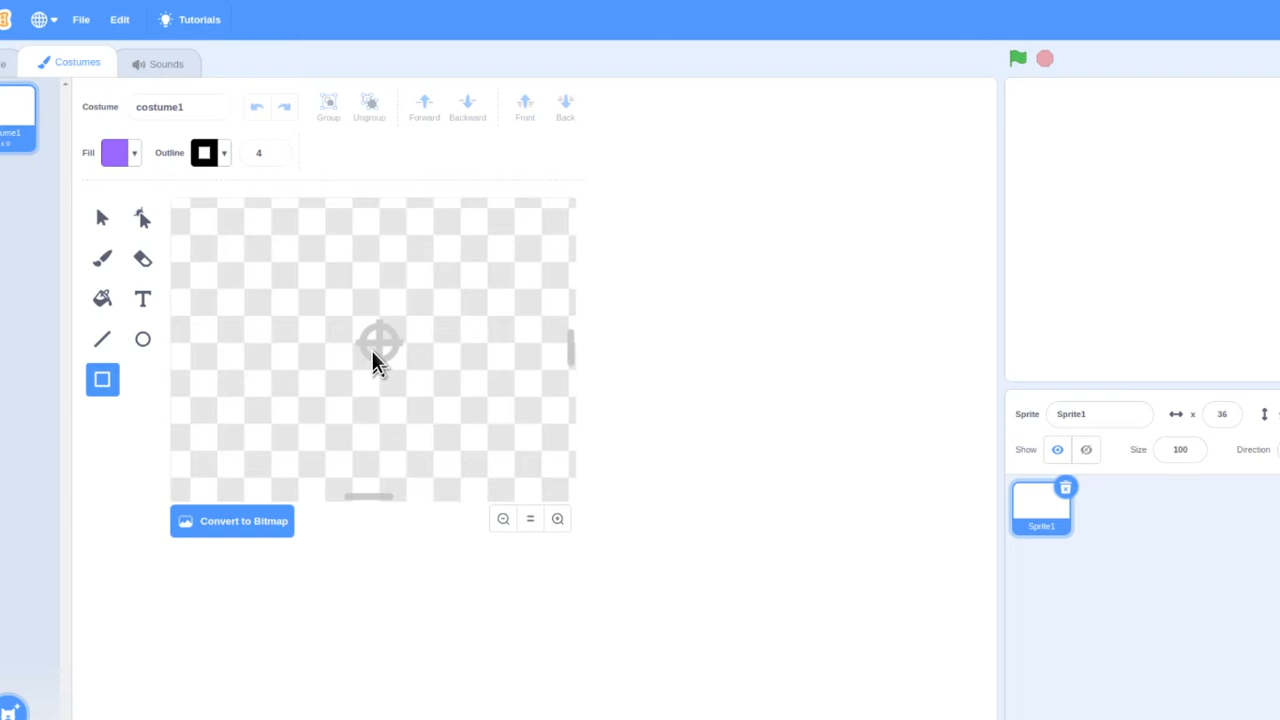 File Edit Tutorials
Costumes Sounds
Costume costume1 Group Ungroup Forward Backward Front Back
Fill Outline 4
Convert to Bitmap
Sprite Sprite1 x 36
Show Size 100 Direction
Sprite1